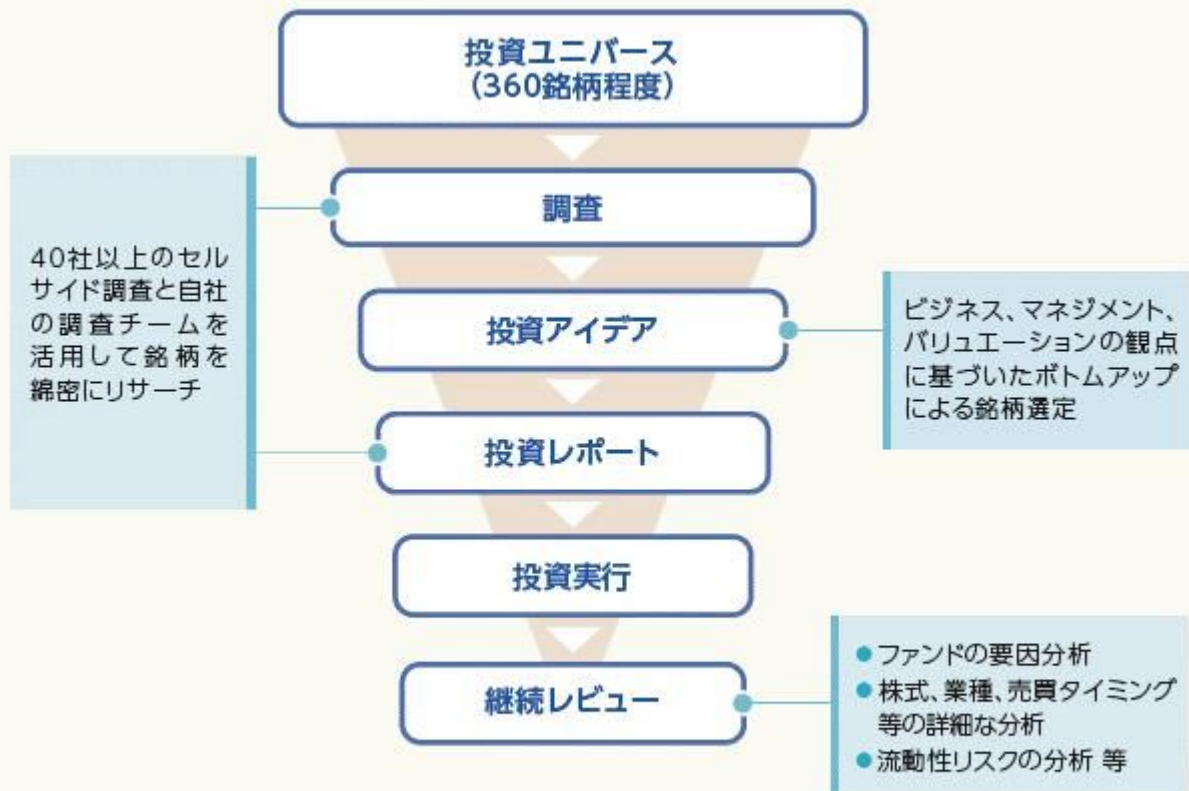 投資ユニバース
(360銘柄程度)
調査
40社以上のセル
サイド調査と自社
の調査チームを
活用して銘柄を
綿密にリサーチ
投資アイデア
ビジネス、マネジメント、
バリュエーションの観点
に基づいたボトムアップ
による銘柄選定
投資レポート
投資実行
継続レビュー
●ファンドの要因分析
●株式、業種、売買タイミング
等の詳細な分析
●流動性リスクの分析 等